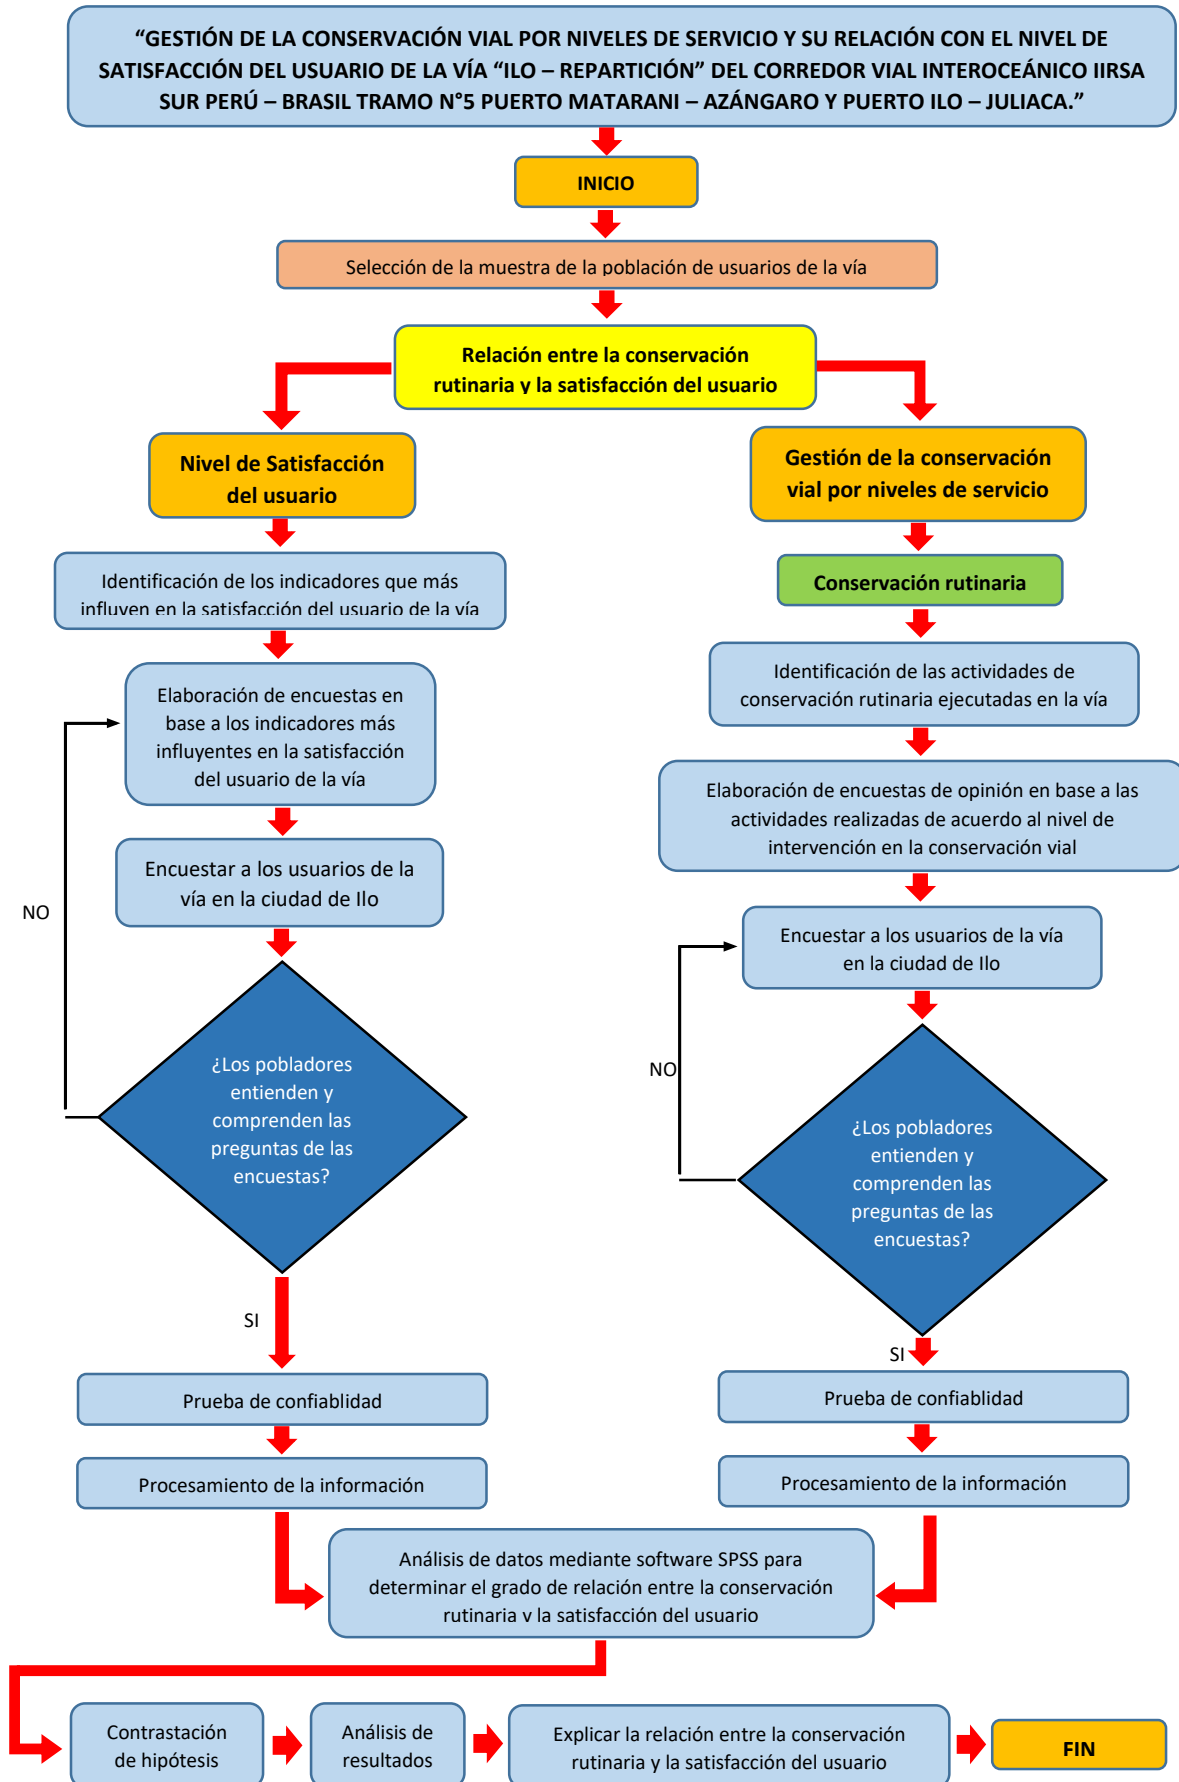 “GESTIÓN DE LA CONSERVACIÓN VIAL POR NIVELES DE SERVICIO Y SU RELACIÓN CON EL NIVEL DE
SATISFACCIÓN DEL USUARIO DE LA VÍA “ILO – REPARTICIÓN” DEL CORREDOR VIAL INTEROCEÁNICO IIRSA
SUR PERÚ – BRASIL TRAMO N°5 PUERTO MATARANI – AZÁNGARO Y PUERTO ILO – JULIACA.”
INICIO
Selección de la muestra de la población de usuarios de la vía
Relación entre la conservación
rutinaria y la satisfacción del usuario
Nivel de Satisfacción
del usuario
Identificación de los indicadores que más
influyen en la satisfacción del usuario de la vía
Elaboración de encuestas en
base a los indicadores más
influyentes en la satisfacción
del usuario de la vía
Encuestar a los usuarios de la
vía en la ciudad de Ilo
NO
¿Los pobladores
entienden y
comprenden las
preguntas de las
encuestas?
SI
Prueba de confiablidad
Procesamiento de la información
Gestión de la conservación
vial por niveles de servicio
Conservación rutinaria
Identificación de las actividades de
conservación rutinaria ejecutadas en la vía
Elaboración de encuestas de opinión en base a las
actividades realizadas de acuerdo al nivel de
intervención en la conservación vial
Encuestar a los usuarios de la vía
en la ciudad de Ilo
NO
¿Los pobladores
entienden y
comprenden las
preguntas de las
encuestas?
SI
Prueba de confiablidad
Procesamiento de la información
Análisis de datos mediante software SPSS para
determinar el grado de relación entre la conservación
rutinaria y la satisfacción del usuario
Contrastación
de hipótesis
Análisis de
resultados
Explicar la relación entre la conservación
rutinaria y la satisfacción del usuario
FIN